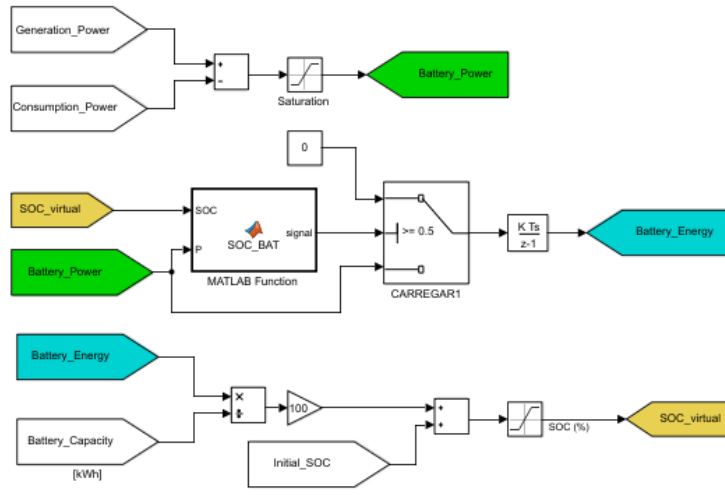 Generation_Power
+
−
Consumption_Power
Saturation
Battery_Power
0
SOC_virtual
SOC
SOC_BAT
signal
P
>= 0.5
K Ts
z-1
Battery_Energy
Battery_Power
MATLAB Function
CARREGAR1
Battery_Energy
×
÷
100
+
+
SOC (%)
SOC_virtual
Battery_Capacity
[kWh]
Initial_SOC